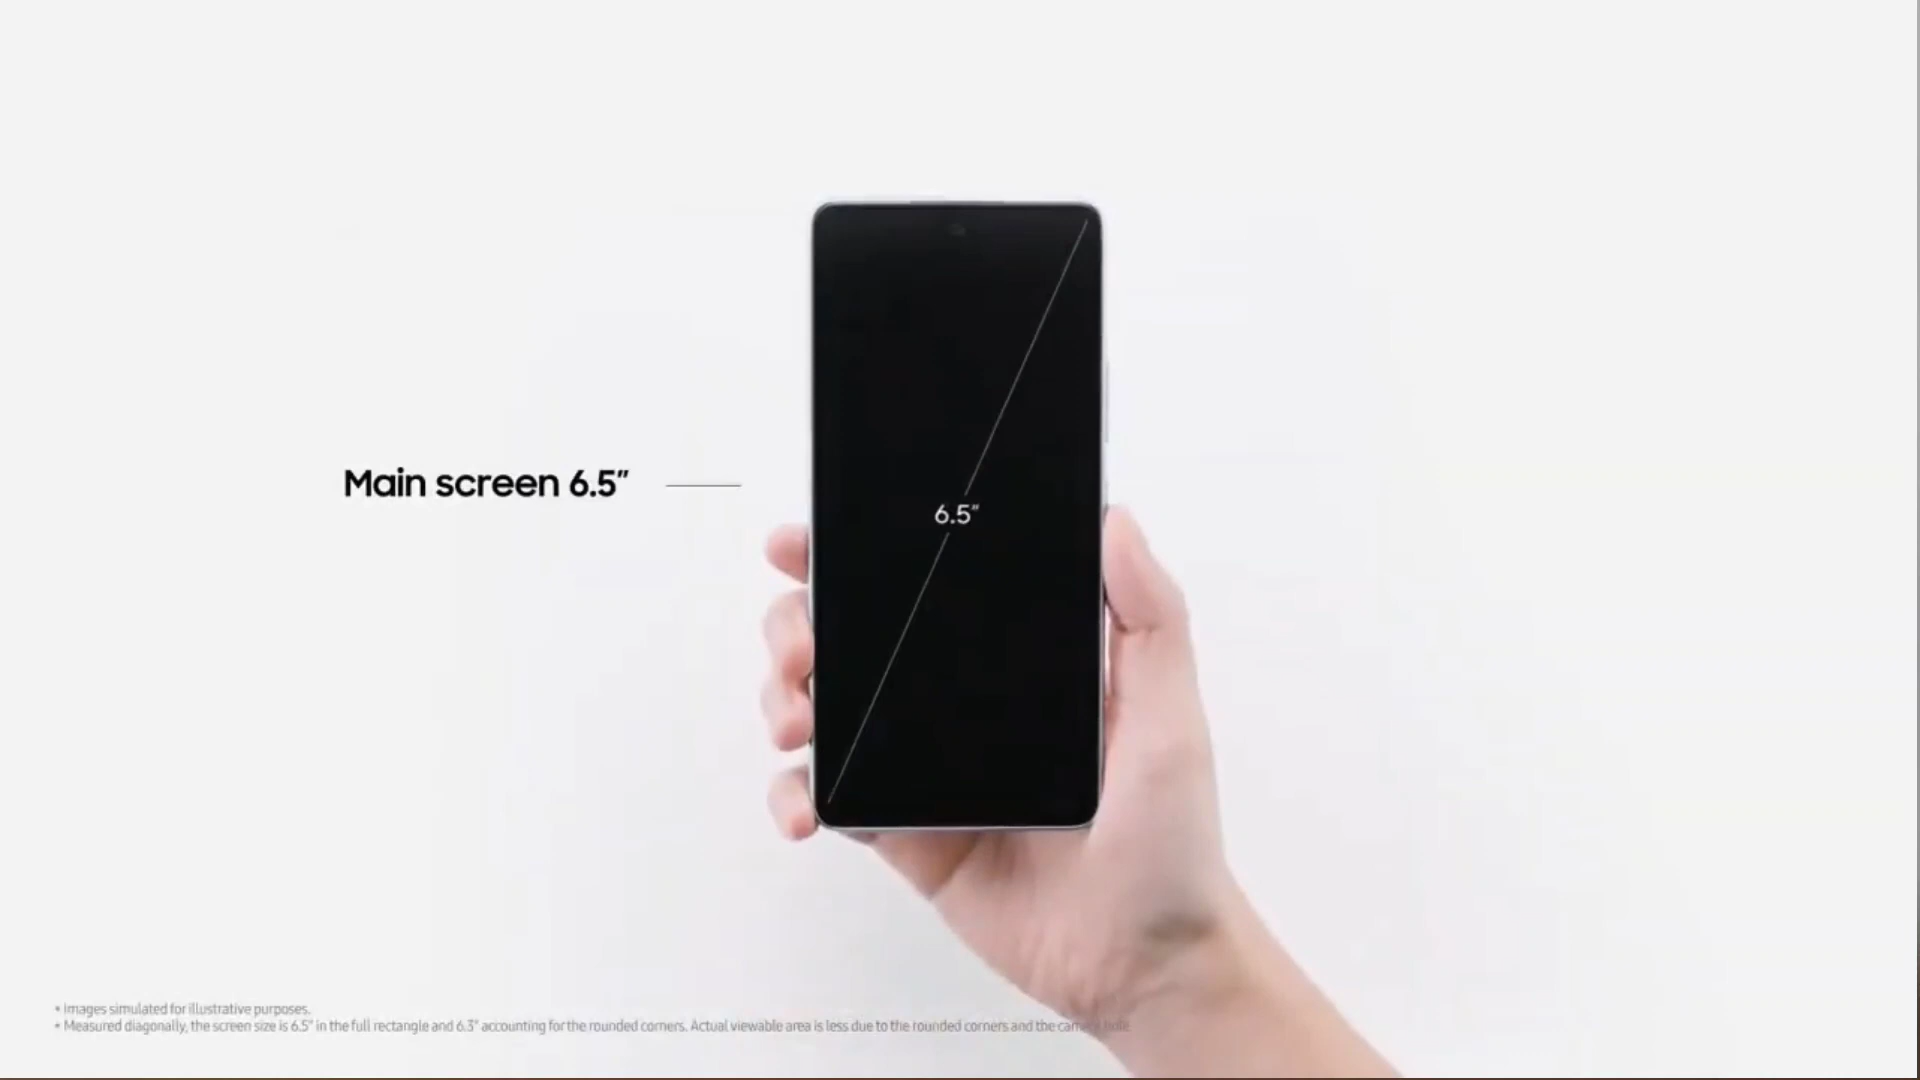 Main screen 6.5"
6.5"
* Images simulated for illustrative purposes.
* Measured diagonally, the screen size is 6.5" in the full rectangle and 6.3" accounting for the rounded corners. Actual viewable area is less due to the rounded corners and the camera hole.